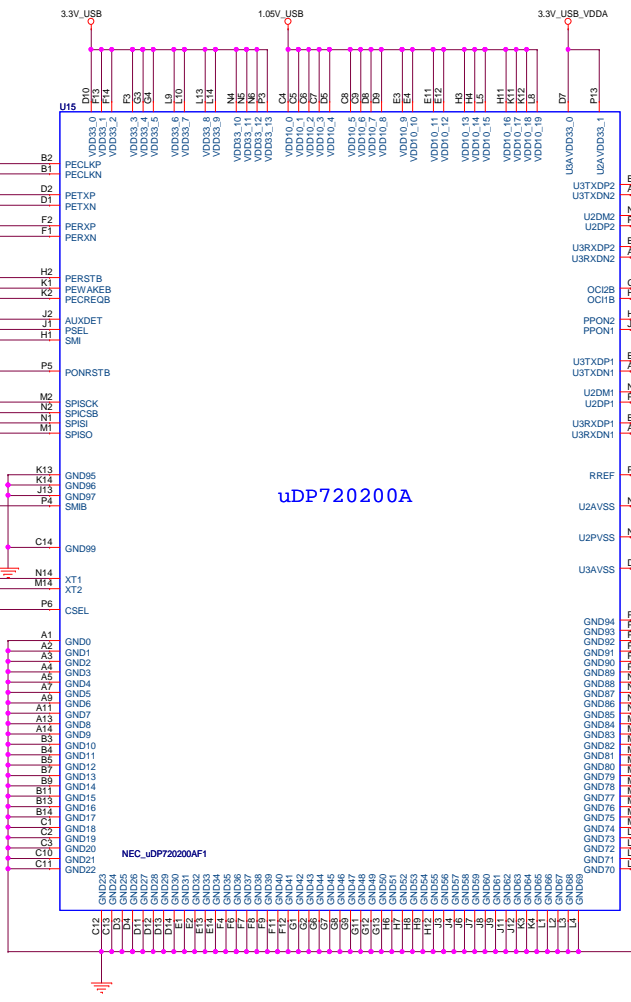 3.3V_USB 1.05V_USB 3.3V_USB_VDDA
D10 F13 F14 F3 G3 G4 L9 L10 L13 L14 N4 N5 N6 P3 C4 C5 C6 C7 D5 C8 C9 D8 D9 E3 E4 E11 E12 H3 H4 L5 H11 K11 K12 L8 D7 P13
U15
VDD33_0 VDD33_1 VDD33_2 VDD33_3 VDD33_4 VDD33_5 VDD33_6 VDD33_7 VDD33_8 VDD33_9 VDD33_10 VDD33_11 VDD33_12 VDD33_13 VDD10_0 VDD10_1 VDD10_2 VDD10_3 VDD10_4 VDD10_5 VDD10_6 VDD10_7 VDD10_8 VDD10_9 VDD10_10 VDD10_11 VDD10_12 VDD10_13 VDD10_14 VDD10_15 VDD10_16 VDD10_17 VDD10_18 VDD10_19 U3AVDD33_0 U2AVDD33_1
B2 PECLKP
B1 PECLKN
D2 PETXP
D1 PETXN
F2 PERXP
F1 PERXN
H2 PERSTB
K1 PEWAKEB
K2 PECREQB
J2 AUXDET
J1 PSEL
H1 SMI
P5 PONRSTB
M2 SPISCK
N2 SPICSB
N1 SPISI
M1 SPISO
K13 GND95
K14 GND96
J13 GND97
P4 SMIB
C14 GND99
N14 XT1
M14 XT2
P6 CSEL
A1 GND0
A2 GND1
A3 GND2
A4 GND3
A5 GND4
A7 GND5
A9 GND6
A11 GND7
A13 GND8
A14 GND9
B3 GND10
B4 GND11
B5 GND12
B7 GND13
B9 GND14
B11 GND15
B13 GND16
B14 GND17
C1 GND18
C2 GND19
C3 GND20
C10 GND21
C11 GND22
uDP720200A
NEC_uDP720200AF1
U3TXDP2
U3TXDN2
U2DM2
U2DP2
U3RXDP2
U3RXDN2
OCI2B
OCI1B
PPON2
PPON1
U3TXDP1
U3TXDN1
U2DM1
U2DP1
U3RXDP1
U3RXDN1
RREF
U2AVSS
U2PVSS
U3AVSS
GND94
GND93
GND92
GND91
GND90
GND89
GND88
GND87
GND86
GND85
GND84
GND83
GND82
GND81
GND80
GND79
GND78
GND77
GND76
GND75
GND74
GND73
GND72
GND71
GND70
GND23 GND24 GND25 GND26 GND27 GND28 GND29 GND30 GND31 GND32 GND33 GND34 GND35 GND36 GND37 GND38 GND39 GND40 GND41 GND42 GND43 GND44 GND45 GND46 GND47 GND48 GND49 GND50 GND51 GND52 GND53 GND54 GND55 GND56 GND57 GND58 GND59 GND60 GND61 GND62 GND63 GND64 GND65 GND66 GND67 GND68 GND69
C12 C13 D3 D4 D11 D12 D13 D14 E1 E2 E13 E14 F4 F6 F7 F8 F9 F11 F12 G1 G2 G6 G7 G8 G9 G11 G12 G13 H6 H7 H8 H9 H12 J3 J4 J6 J7 J8 J9 J11 J12 K3 K4 L1 L2 L3 L4